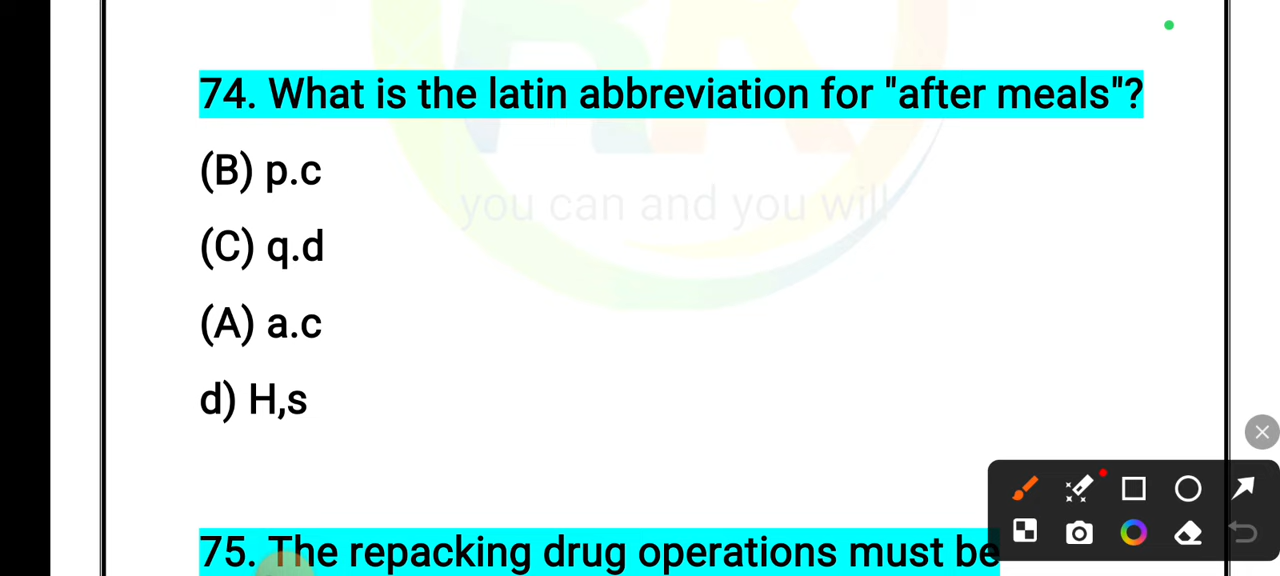 74. What is the latin abbreviation for "after meals"?
(B) p.c
you can and you will
(C) q.d
(A) a.c
d) H,s
75. The repacking drug operations must be